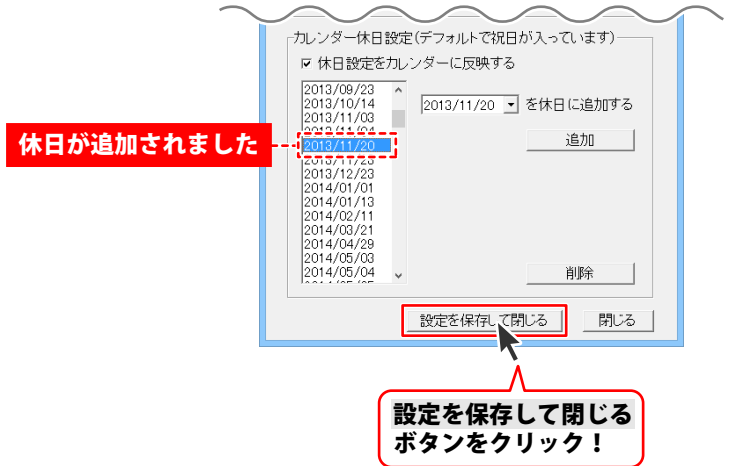 カレンダー休日設定(デフォルトで祝日が入っています)
休日設定をカレンダーに反映する
2013/09/23
2013/10/14
2013/11/03
2013/11/04
2013/11/20
2013/11/23
2013/12/23
2014/01/01
2014/01/13
2014/02/11
2014/03/21
2014/04/29
2014/05/03
2014/05/04
2013/11/20 を休日に追加する
追加
休日が追加されました
削除
設定を保存して閉じる 閉じる
設定を保存して閉じる
ボタンをクリック！